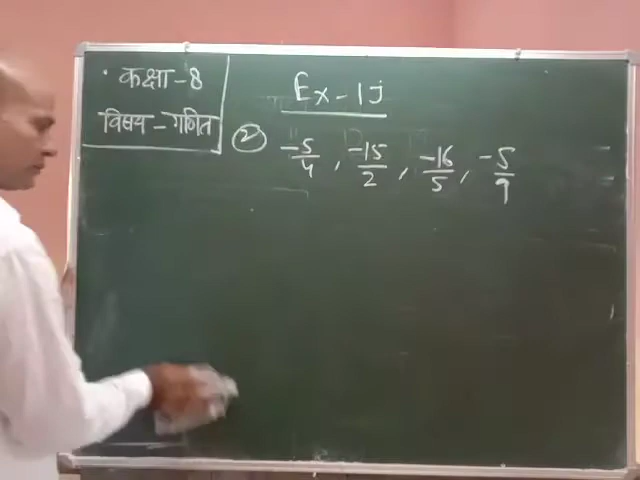 • कक्षा - 8
विषय - गणित
Ex - 1J
② -5/4 , -15/2 , -16/5 , -5/9